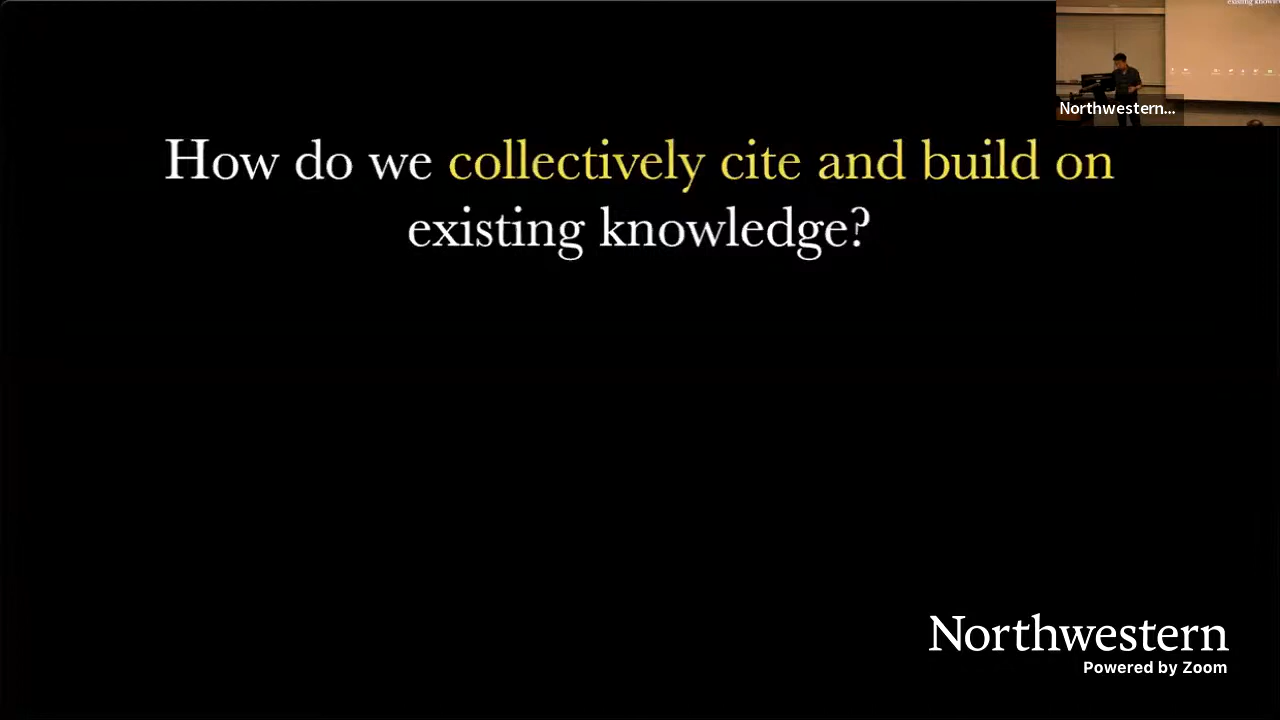 How do we collectively cite and build on
existing knowledge?
Northwestern...
Northwestern
Powered by Zoom